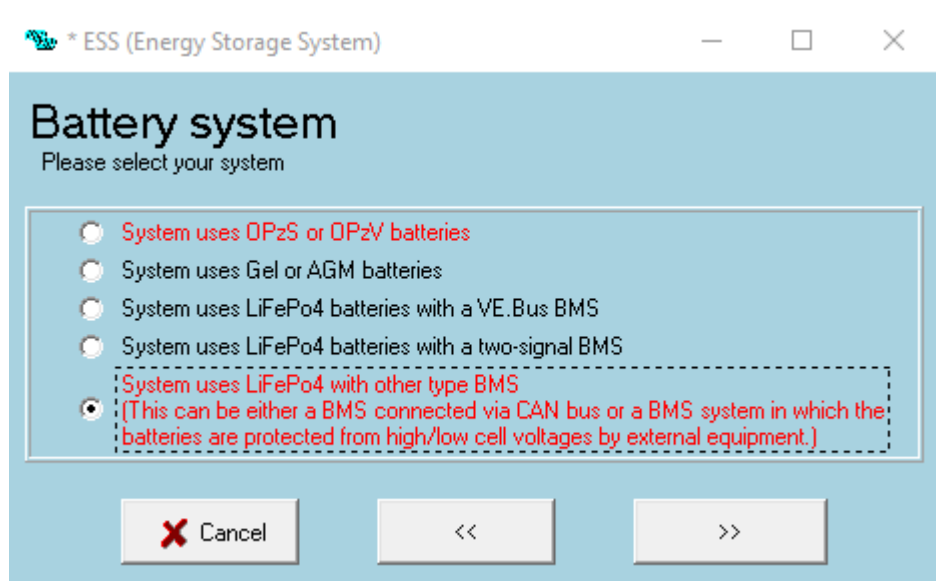 * ESS (Energy Storage System)
Battery system
Please select your system
System uses OPzS or OPzV batteries
System uses Gel or AGM batteries
System uses LiFePo4 batteries with a VE.Bus BMS
System uses LiFePo4 batteries with a two-signal BMS
System uses LiFePo4 with other type BMS
(This can be either a BMS connected via CAN bus or a BMS system in which the
batteries are protected from high/low cell voltages by external equipment.)
Cancel
<<
>>